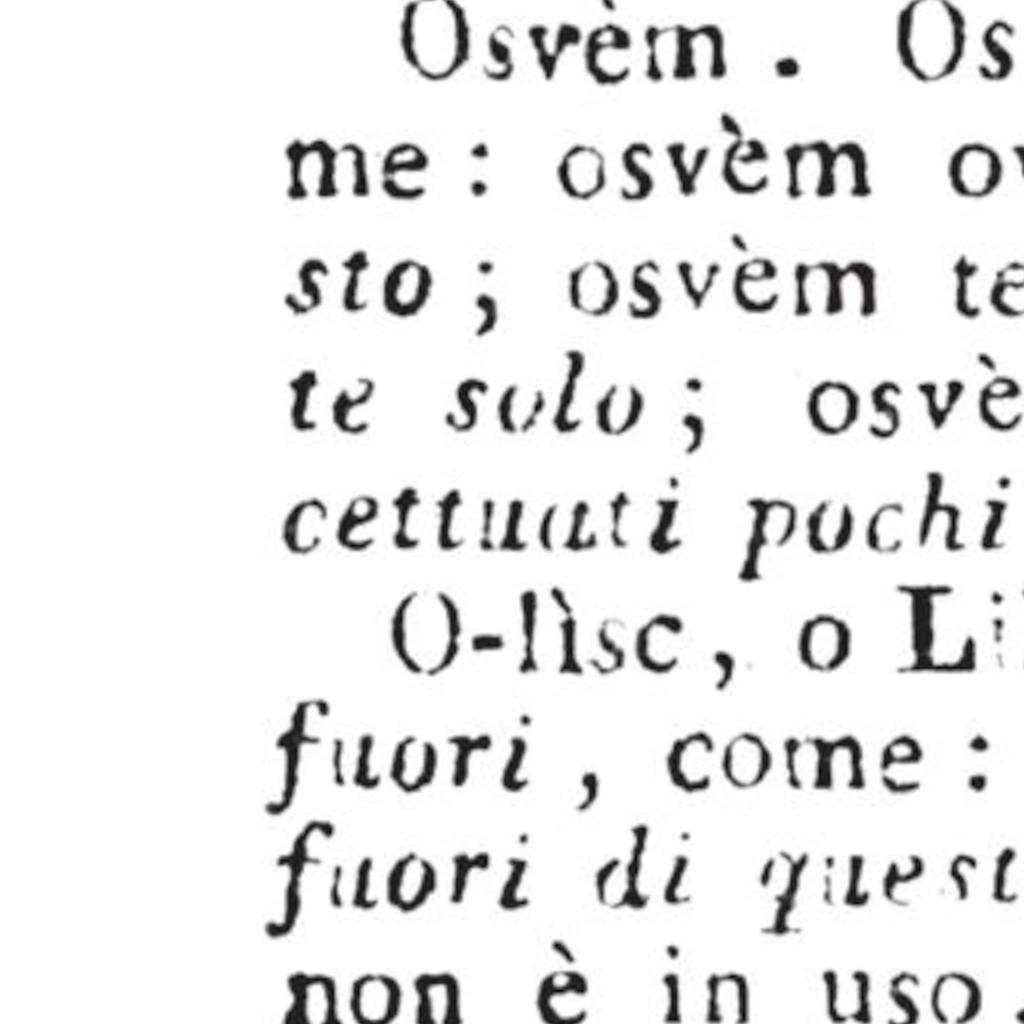 Osvèm . Os
me : osvèm ov
sto ; osvèm te
te solo ; osvè
cettuati pochi
O-lìsc , o Li
fuori , come :
fuori di quest
non è in uso.